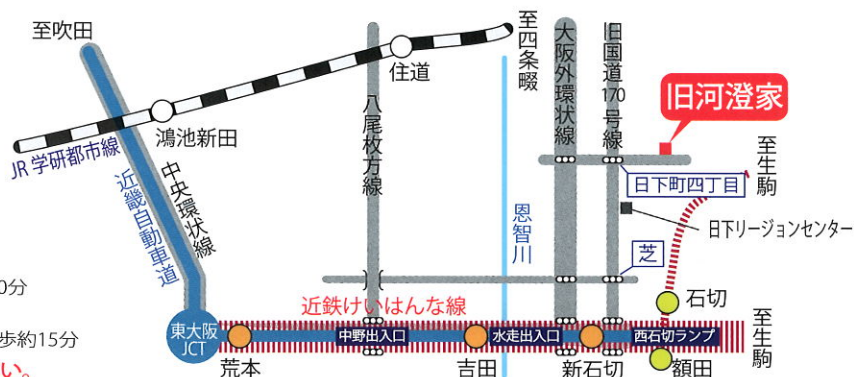 至吹田
至四条畷
大阪外環状線
旧国道170号線
住道
旧河澄家
八尾枚方線
鴻池新田
JR学研都市線
至生駒
中央環状線
近畿自動車道
日下町四丁目
恩智川
日下リージョンセンター
芝
0分
近鉄けいはんな線
石切
至生駒
東大阪
JCT
中野出入口
水走出入口
西石切ランプ
歩約15分
荒本
吉田
新石切
額田
い。